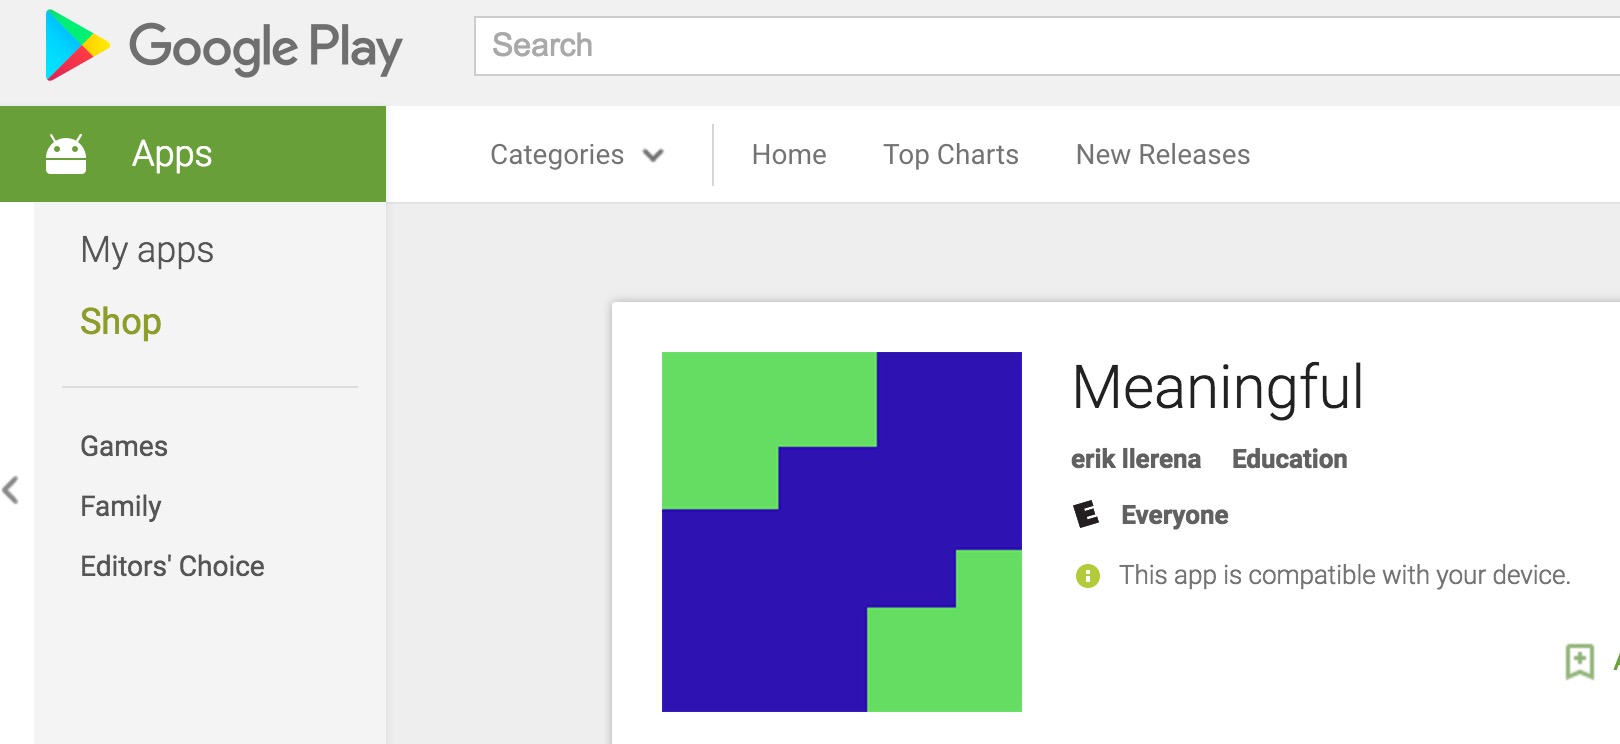 Google Play
Search
Apps
Categories
Home
Top Charts
New Releases
My apps
Shop
Games
Family
Editors' Choice
Meaningful
erik llerena Education
E Everyone
This app is compatible with your device.